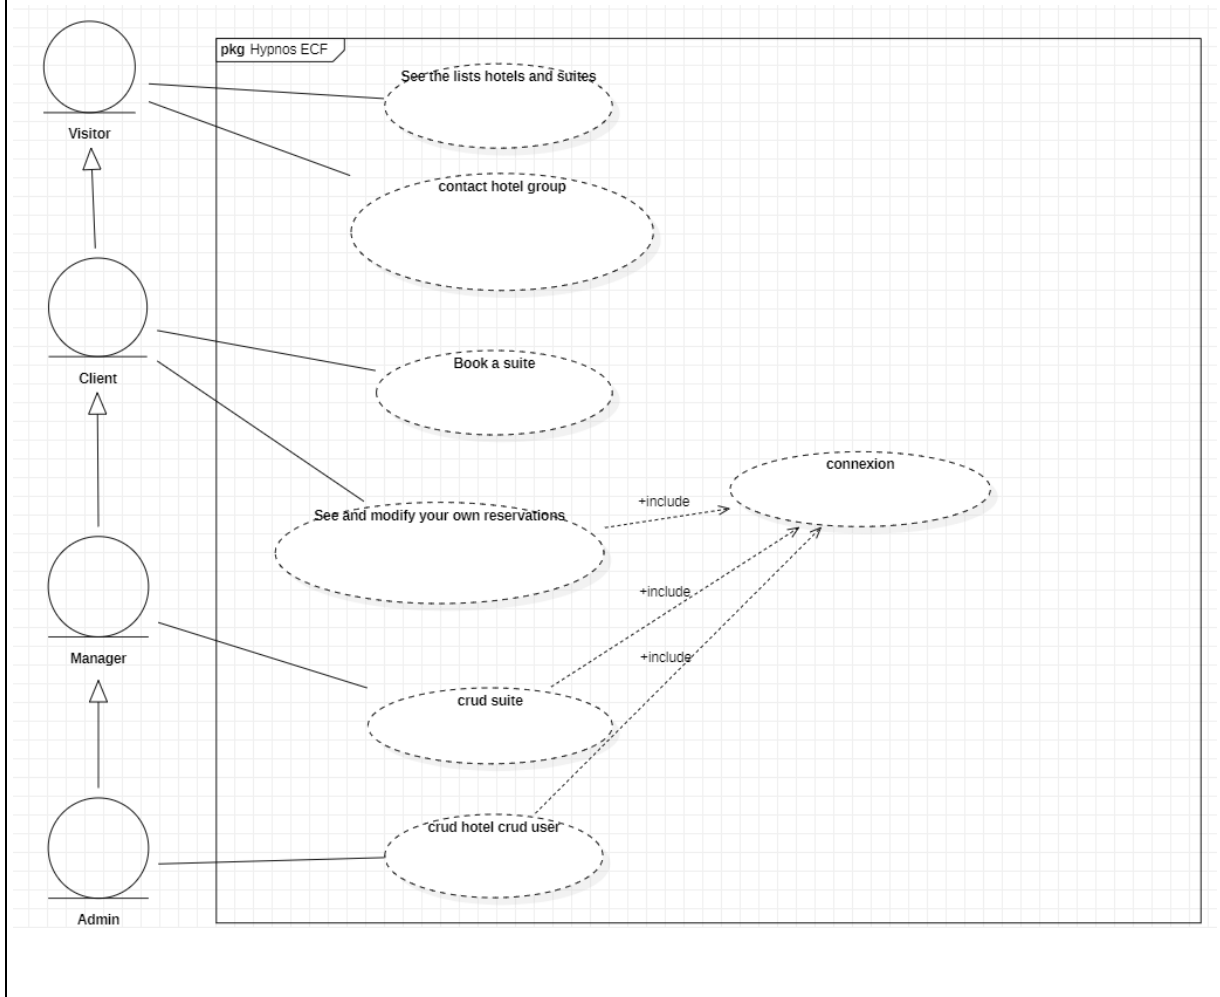 pkg Hypnos ECF
See the lists hotels and suites
Visitor
contact hotel group
Book a suite
Client
connexion
+include
See and modify your own reservations
+include
Manager
+include
crud suite
crud hotel crud user
Admin